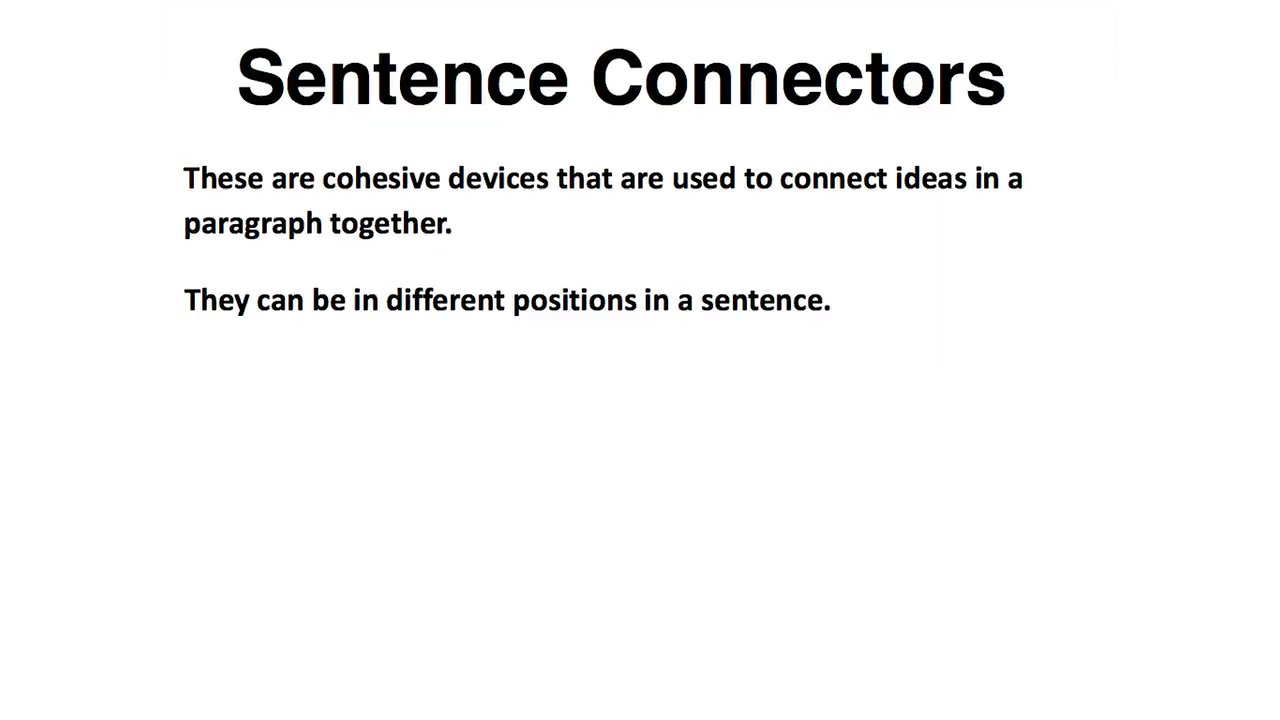 Sentence Connectors
These are cohesive devices that are used to connect ideas in a
paragraph together.
They can be in different positions in a sentence.